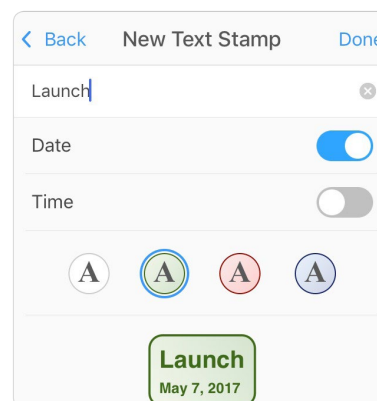 Back New Text Stamp Done
Launch
Date
Time
A A A A
Launch
May 7, 2017